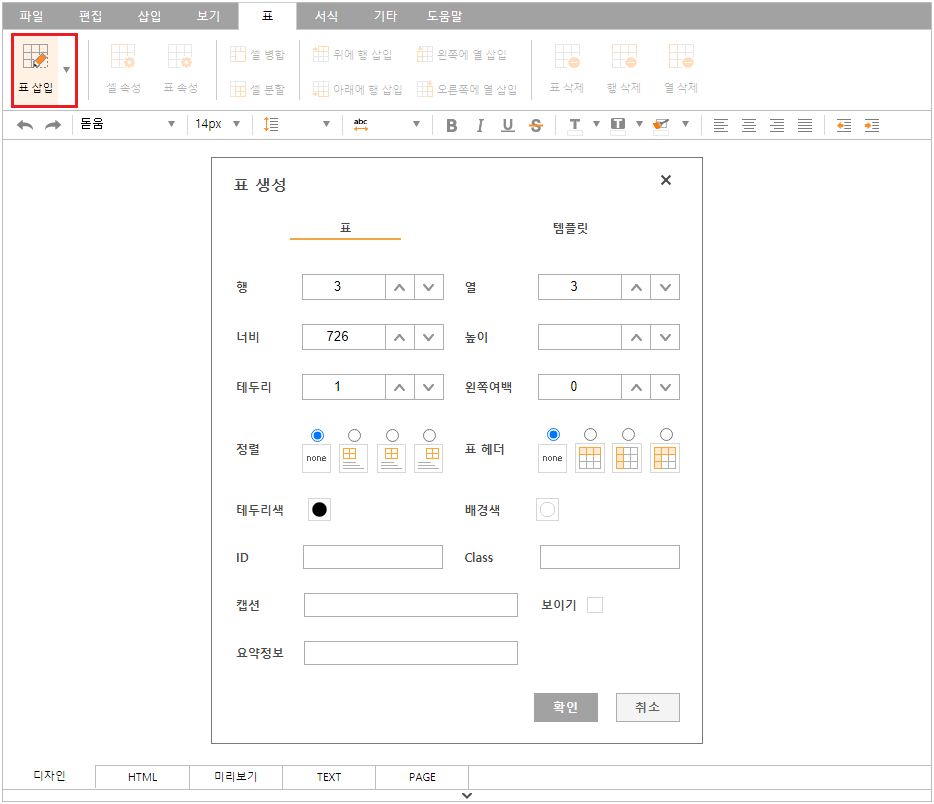 파일 편집 삽입 보기 표 서식 기타 도움말
표 삽입 셀 속성 표 속성 셀 병합 위에 행 삽입 왼쪽에 열 삽입 표 삭제 행 삭제 열 삭제
셀 분할 아래에 행 삽입 오른쪽에 열 삽입
돋움 14px abc B I U S T T
표 생성
표 템플릿
행 3 열 3
너비 726 높이
테두리 1 왼쪽여백 0
정렬 none 표 헤더 none
테두리색 배경색
ID Class
캡션 보이기
요약정보
확인 취소
디자인 HTML 미리보기 TEXT PAGE